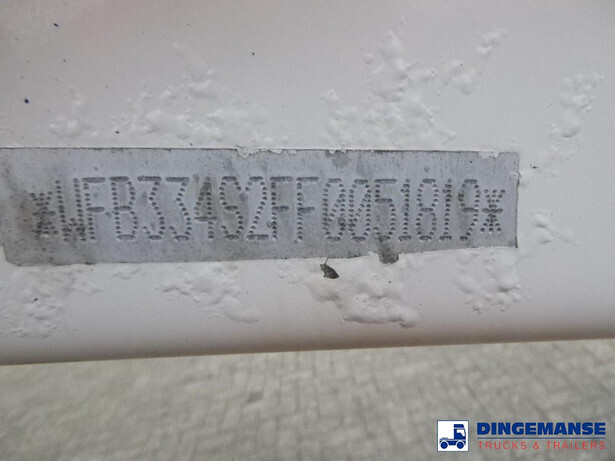 *WFB334S2FF0051819*
DINGEMANSE
TRUCKS & TRAILERS